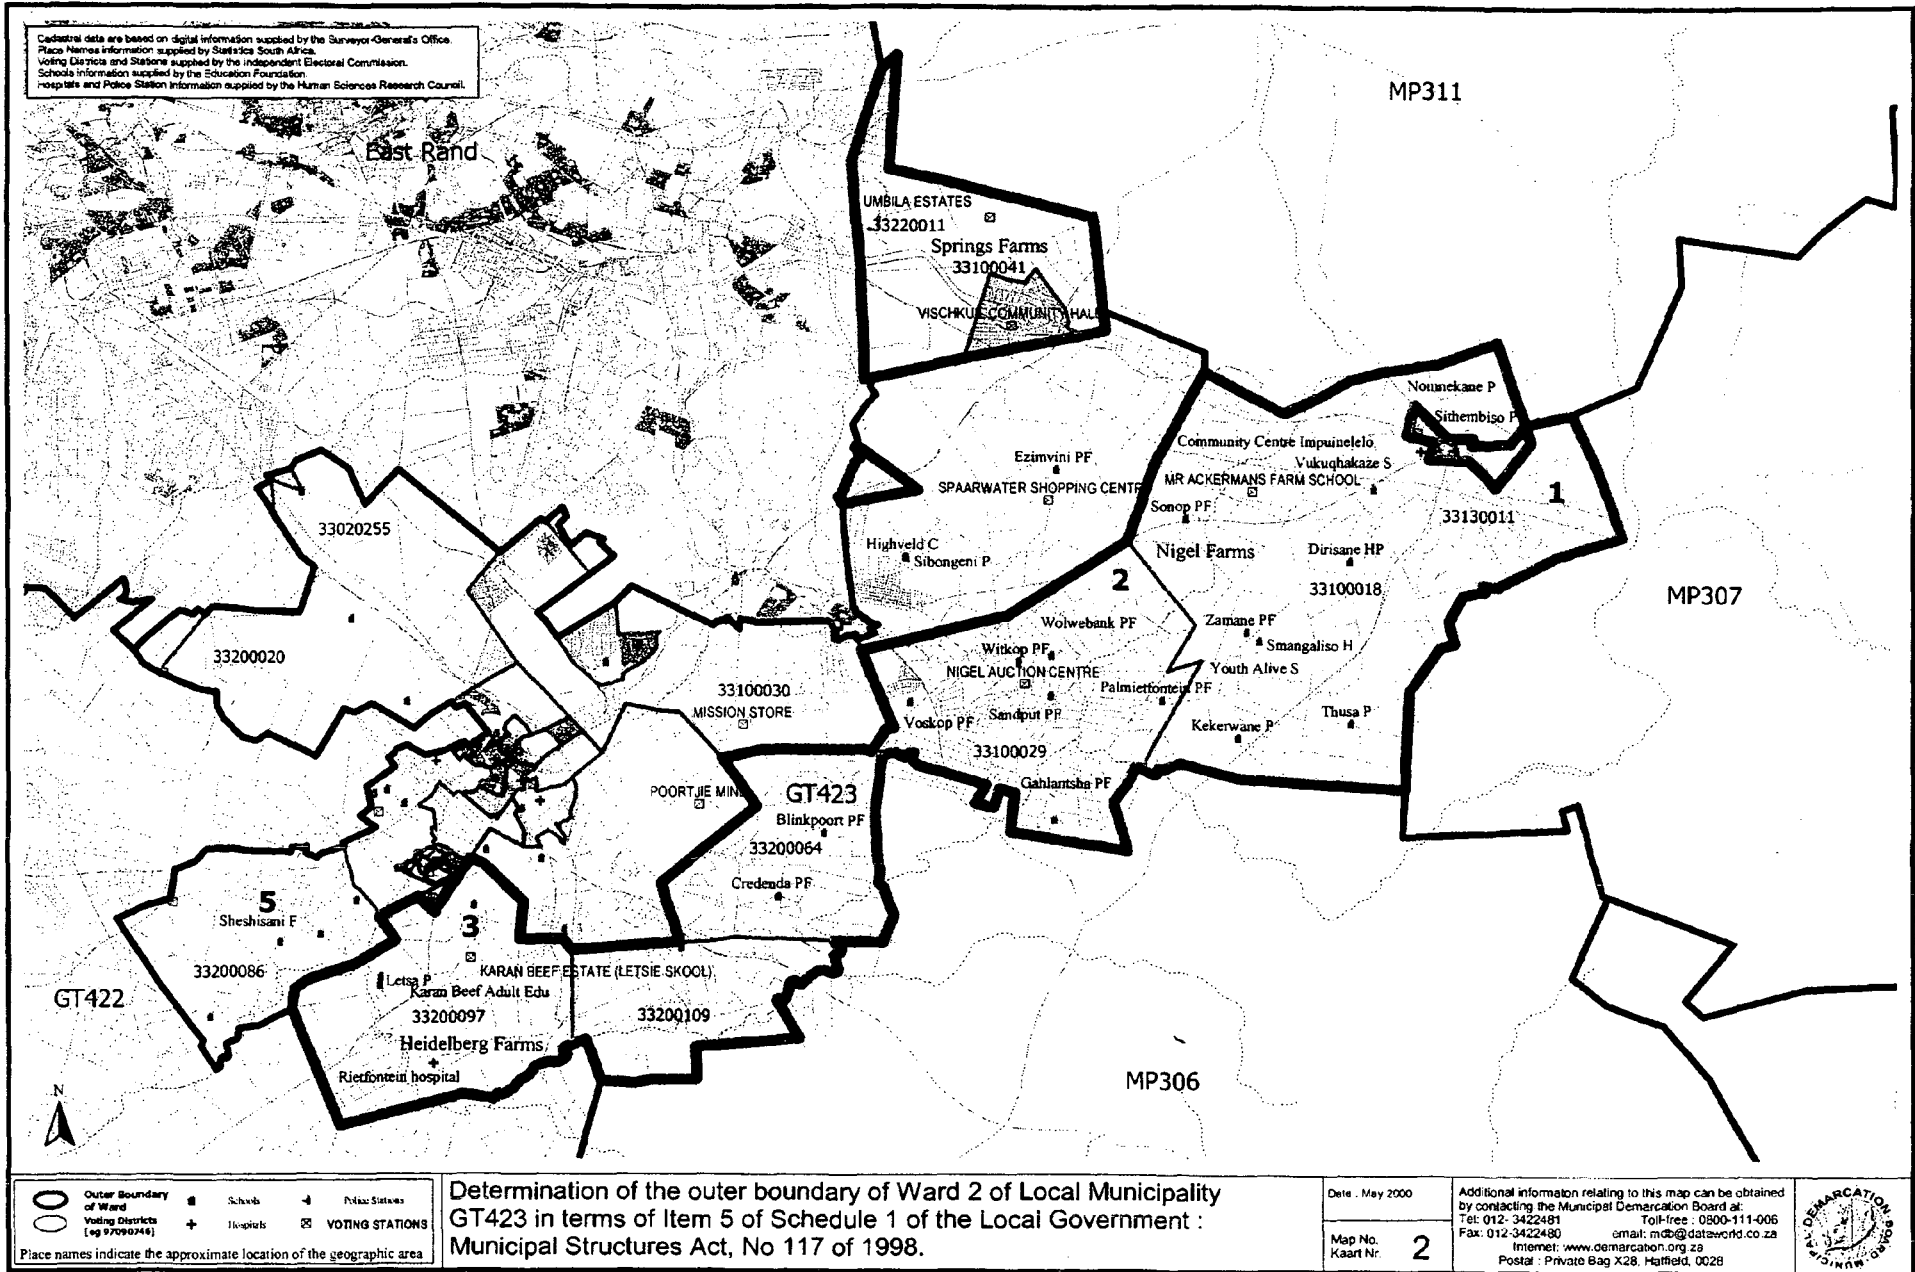 Cadastral data are based on digital information supplied by the Surveyor-General's Office.
Place Names information supplied by Statistics South Africa.
Voting Districts and Stations supplied by the Independent Electoral Commission.
Schools information supplied by the Education Foundation.
Hospitals and Police Station information supplied by the Human Sciences Research Council.
MP311
East Rand
UMBILA ESTATES
33220011
Springs Farms
33100041
VISCHKUIL COMMUNITY HALL
Noumekane P
Sithembiso P
Community Centre Impuinelelo
Vukuqhakaze S
Ezimvini PF
MR ACKERMANS FARM SCHOOL
SPAARWATER SHOPPING CENTR
1
33130011
Sonop PF
33020255
Highveld C
Sibongeni P
Nigel Farms
Dirisane HP
2
33100018
MP307
Wolwebank PF
Zamane PF
Smangaliso H
33200020
Witkop PF
NIGEL AUCTION CENTRE
Youth Alive S
33100030
Palmietfontein PF
MISSION STORE
Voskop PF
Sandput PF
Thusa P
Kekerwane P
33100029
POORTJIE MINE
GT423
Gahlantsha PF
Blinkpoort PF
33200064
Credenda PF
5
Sheshisani F
3
33200086
KARAN BEEF ESTATE (LETSIE SKOOL)
Letsa P
Karan Beef Adult Edu
GT422
33200097
33200109
Heidelberg Farms
Rietfontein hospital
MP306
N
Outer Boundary of Ward
Schools
Police Stations
Voting Districts
[eg 97090746]
Hospitals
VOTING STATIONS
Place names indicate the approximate location of the geographic area
Determination of the outer boundary of Ward 2 of Local Municipality
GT423 in terms of Item 5 of Schedule 1 of the Local Government :
Municipal Structures Act, No 117 of 1998.
Date : May 2000
Map No.
Kaart Nr.
2
Additional informaton relating to this map can be obtained
by contacting the Municipal Demarcation Board at:
Tel: 012- 3422481 Toll-free : 0800-111-006
Fax: 012-3422480 email: mdb@dataworld.co.za
Internet: www.demarcation.org.za
Postal : Private Bag X28, Hatfield, 0028
MUNICIPAL DEMARCATION BOARD